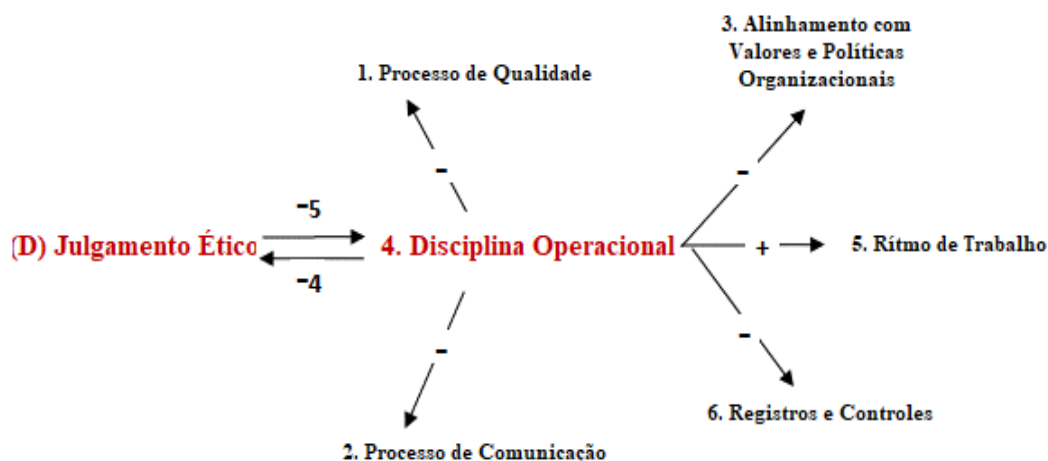 3. Alinhamento com
Valores e Políticas
Organizacionais
1. Processo de Qualidade
-
-
-5
(D) Julgamento Ético
4. Disciplina Operacional
+
5. Rítmo de Trabalho
-4
-
-
6. Registros e Controles
2. Processo de Comunicação